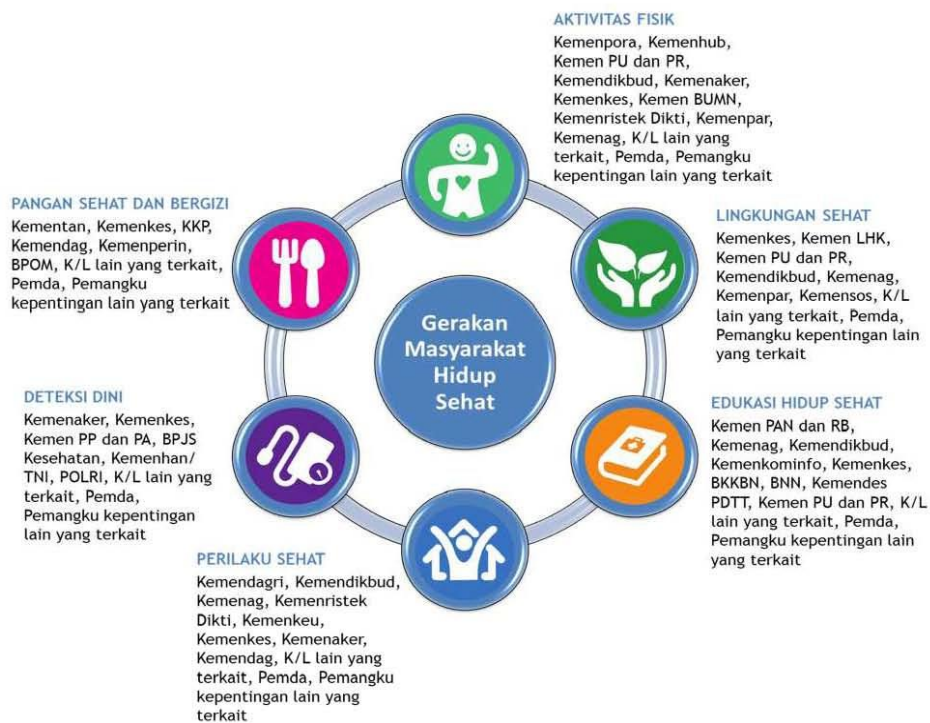 AKTIVITAS FISIK
Kemenpora, Kemenhub,
Kemen PU dan PR,
Kemendikbud, Kemenaker,
Kemenkes, Kemen BUMN,
Kemenristek Dikti, Kemenpar,
Kemenag, K/L lain yang
terkait, Pemda, Pemangku
kepentingan lain yang terkait
PANGAN SEHAT DAN BERGIZI
Kementan, Kemenkes, KKP,
Kemendag, Kemenperin,
BPOM, K/L lain yang terkait,
Pemda, Pemangku
kepentingan lain yang terkait
LINGKUNGAN SEHAT
Kemenkes, Kemen LHK,
Kemen PU dan PR,
Kemendikbud, Kemenag,
Kemenpar, Kemensos, K/L
lain yang terkait, Pemda,
Pemangku kepentingan lain
yang terkait
Gerakan
Masyarakat
Hidup
Sehat
DETEKSI DINI
Kemenaker, Kemenkes,
Kemen PP dan PA, BPJS
Kesehatan, Kemenhan/
TNI, POLRI, K/L lain yang
terkait, Pemda,
Pemangku kepentingan
lain yang terkait
EDUKASI HIDUP SEHAT
Kemen PAN dan RB,
Kemenag, Kemendikbud,
Kemenkominfo, Kemenkes,
BKKBN, BNN, Kemendes
PDTT, Kemen PU dan PR, K/L
lain yang terkait, Pemda,
Pemangku kepentingan lain
yang terkait
PERILAKU SEHAT
Kemendagri, Kemendikbud,
Kemenag, Kemenristek
Dikti, Kemenkeu,
Kemenkes, Kemenaker,
Kemendag, K/L lain yang
terkait, Pemda, Pemangku
kepentingan lain yang
terkait